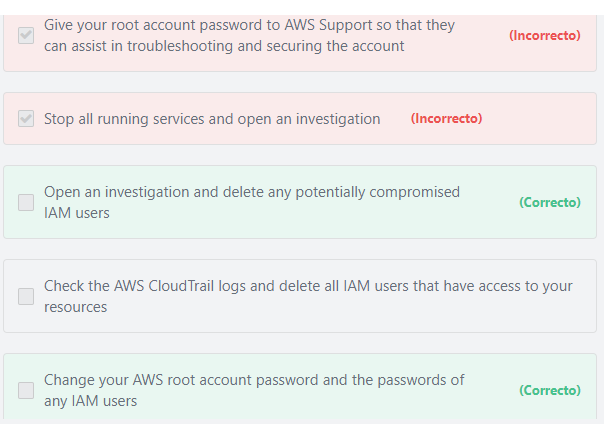 Give your root account password to AWS Support so that they
can assist in troubleshooting and securing the account
(Incorrecto)
Stop all running services and open an investigation
(Incorrecto)
Open an investigation and delete any potentially compromised
IAM users
(Correcto)
Check the AWS CloudTrail logs and delete all IAM users that have access to your
resources
Change your AWS root account password and the passwords of
any IAM users
(Correcto)